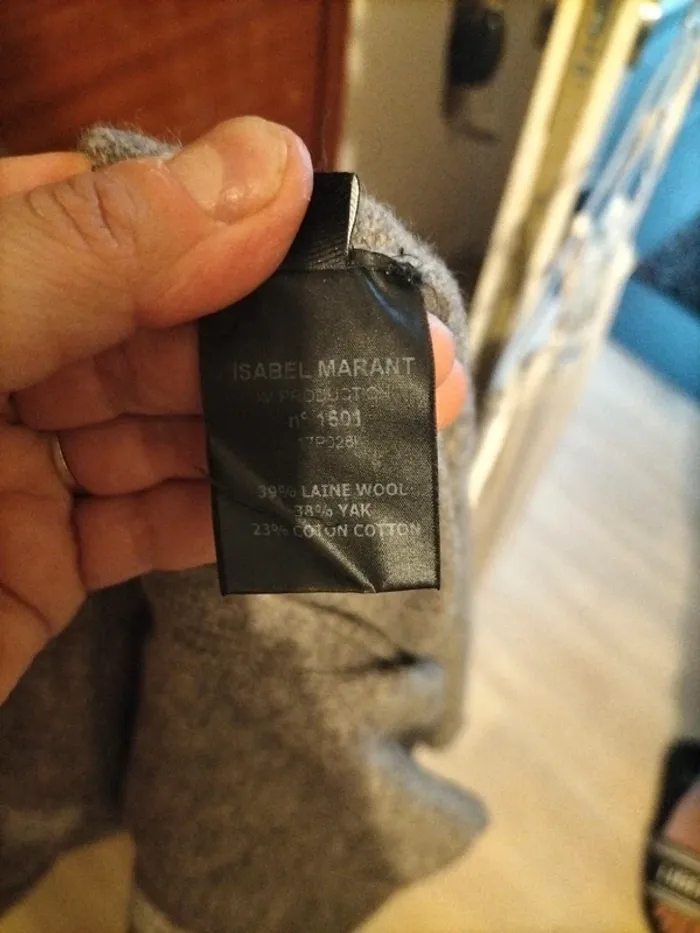 ISABEL MARANT
PRODUCTION
n° 1601
39% LAINE WOOL
38% YAK
23% COTON COTTON